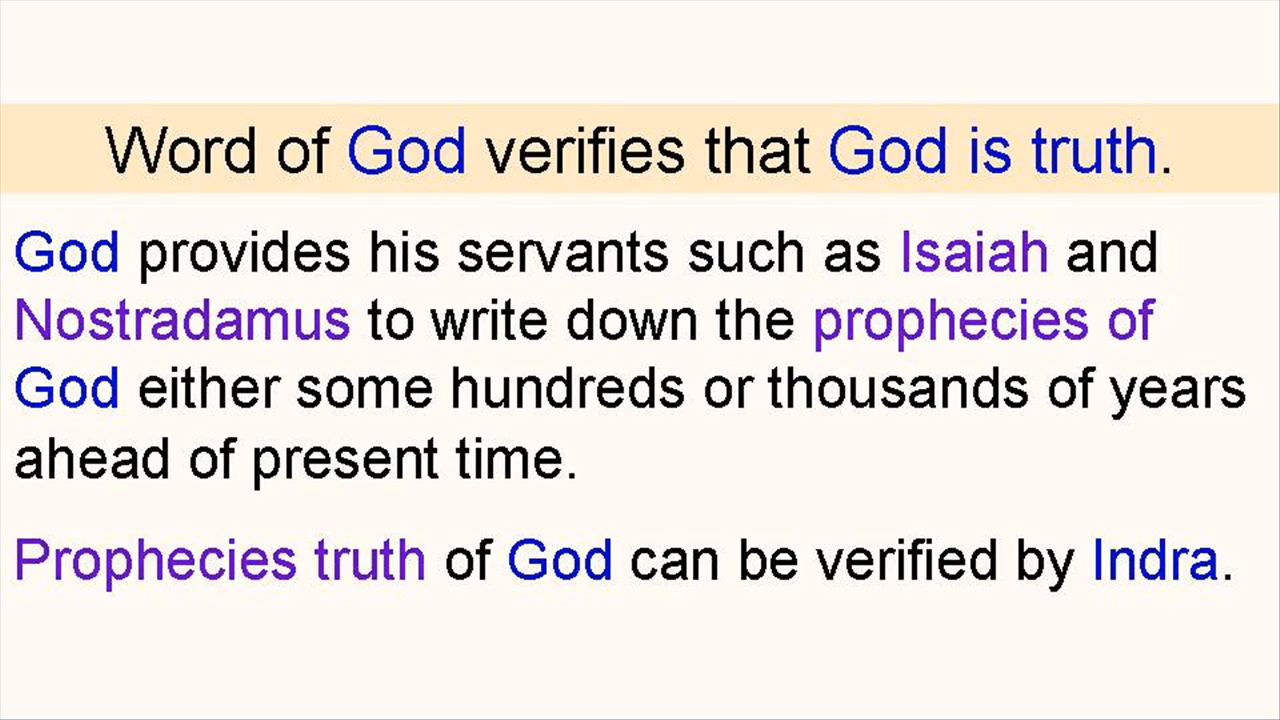 Word of God verifies that God is truth.
God provides his servants such as Isaiah and
Nostradamus to write down the prophecies of
God either some hundreds or thousands of years
ahead of present time.
Prophecies truth of God can be verified by Indra.